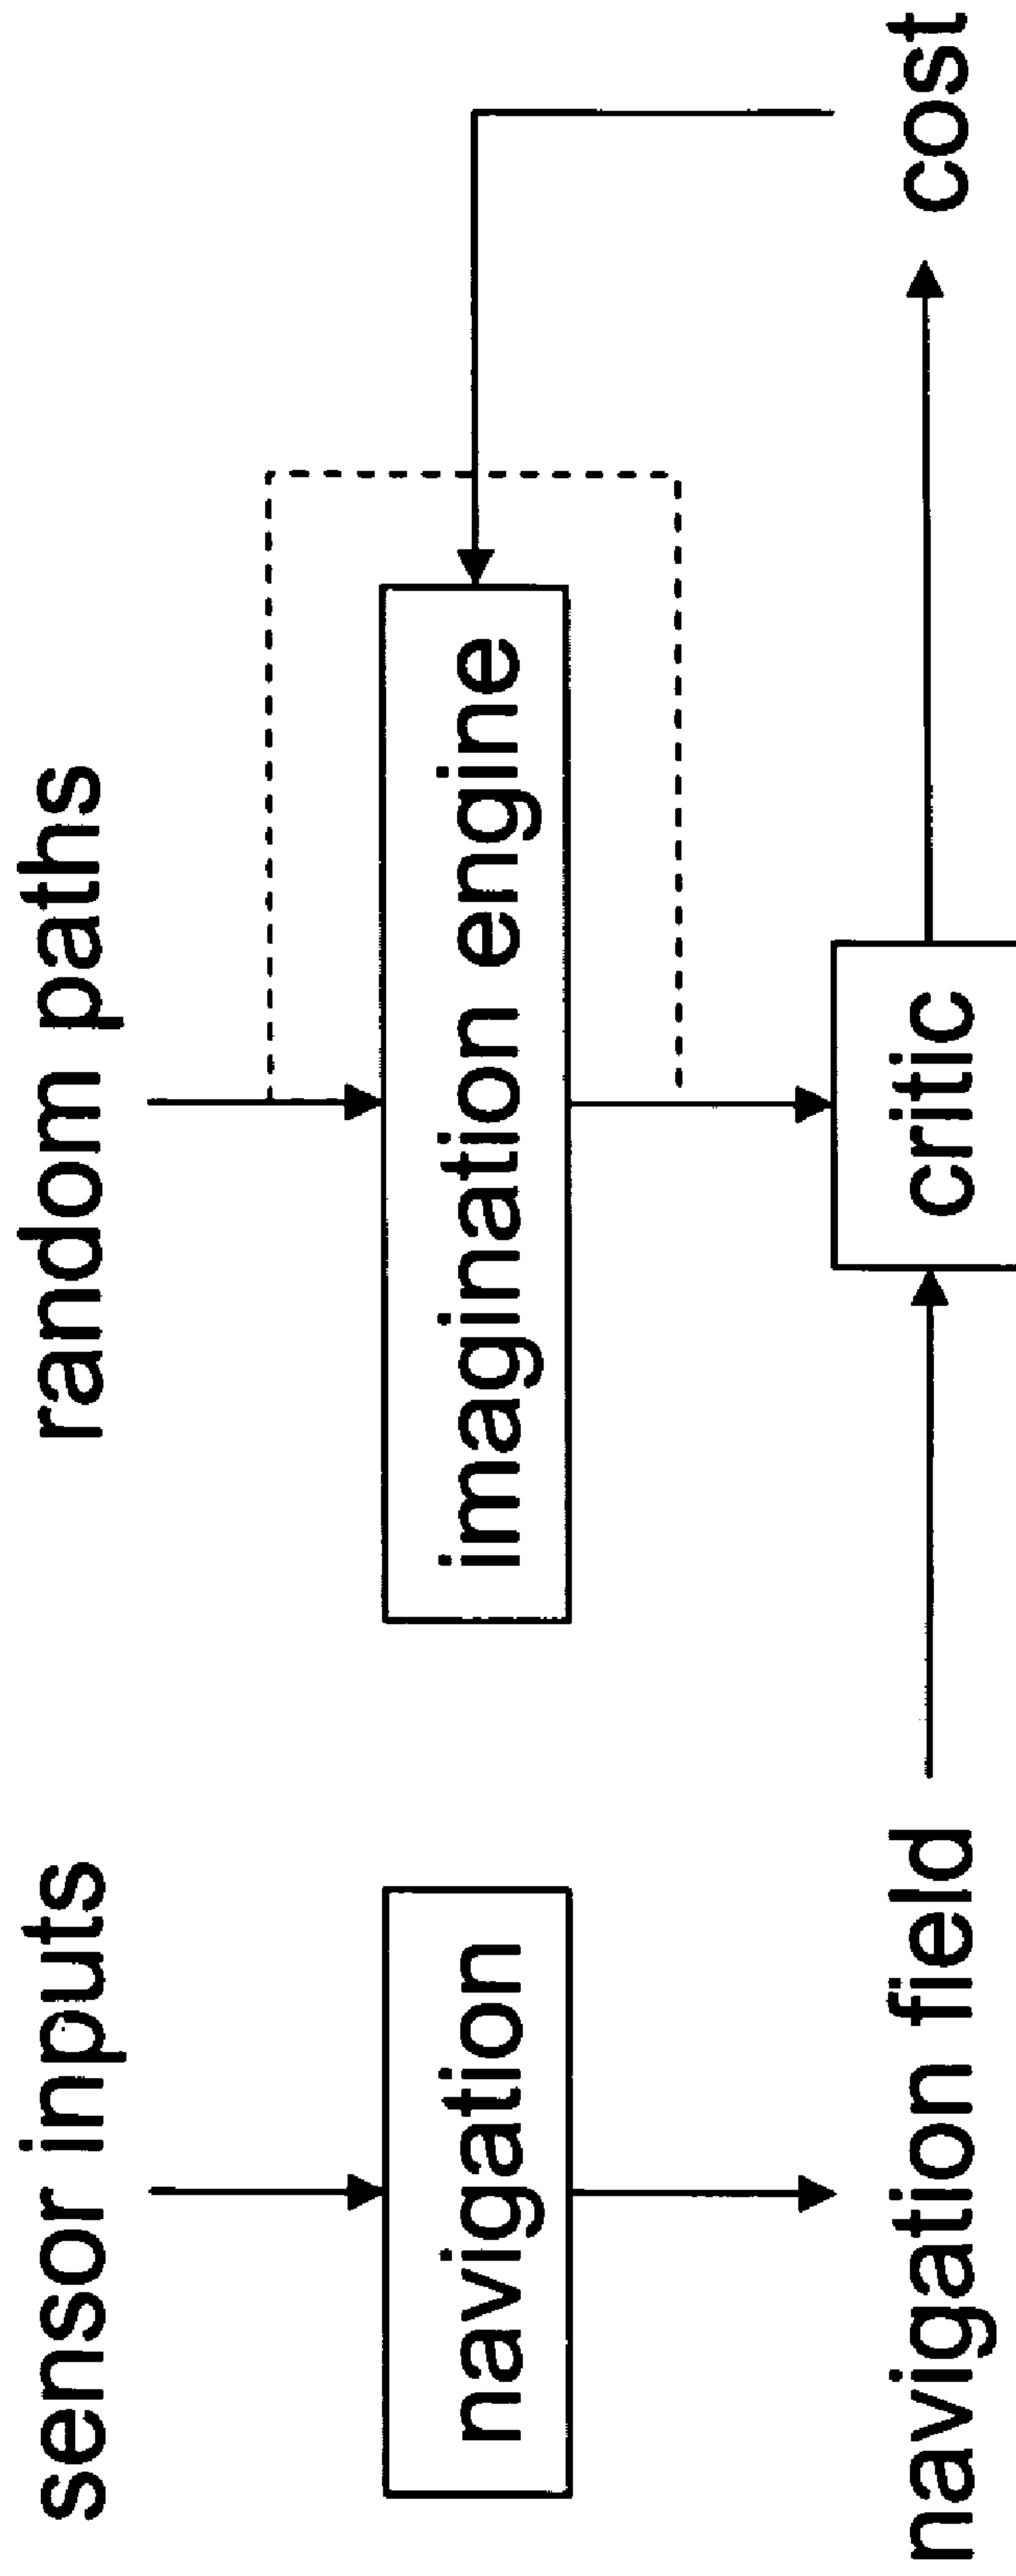 sensor inputs
random paths
navigation
imagination engine
navigation field
critic
cost